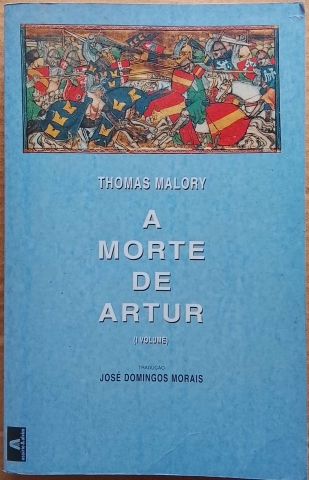 THOMAS MALORY
A
MORTE
DE
ARTUR
(I VOLUME)
TRADUÇÃO
JOSÉ DOMINGOS MORAIS